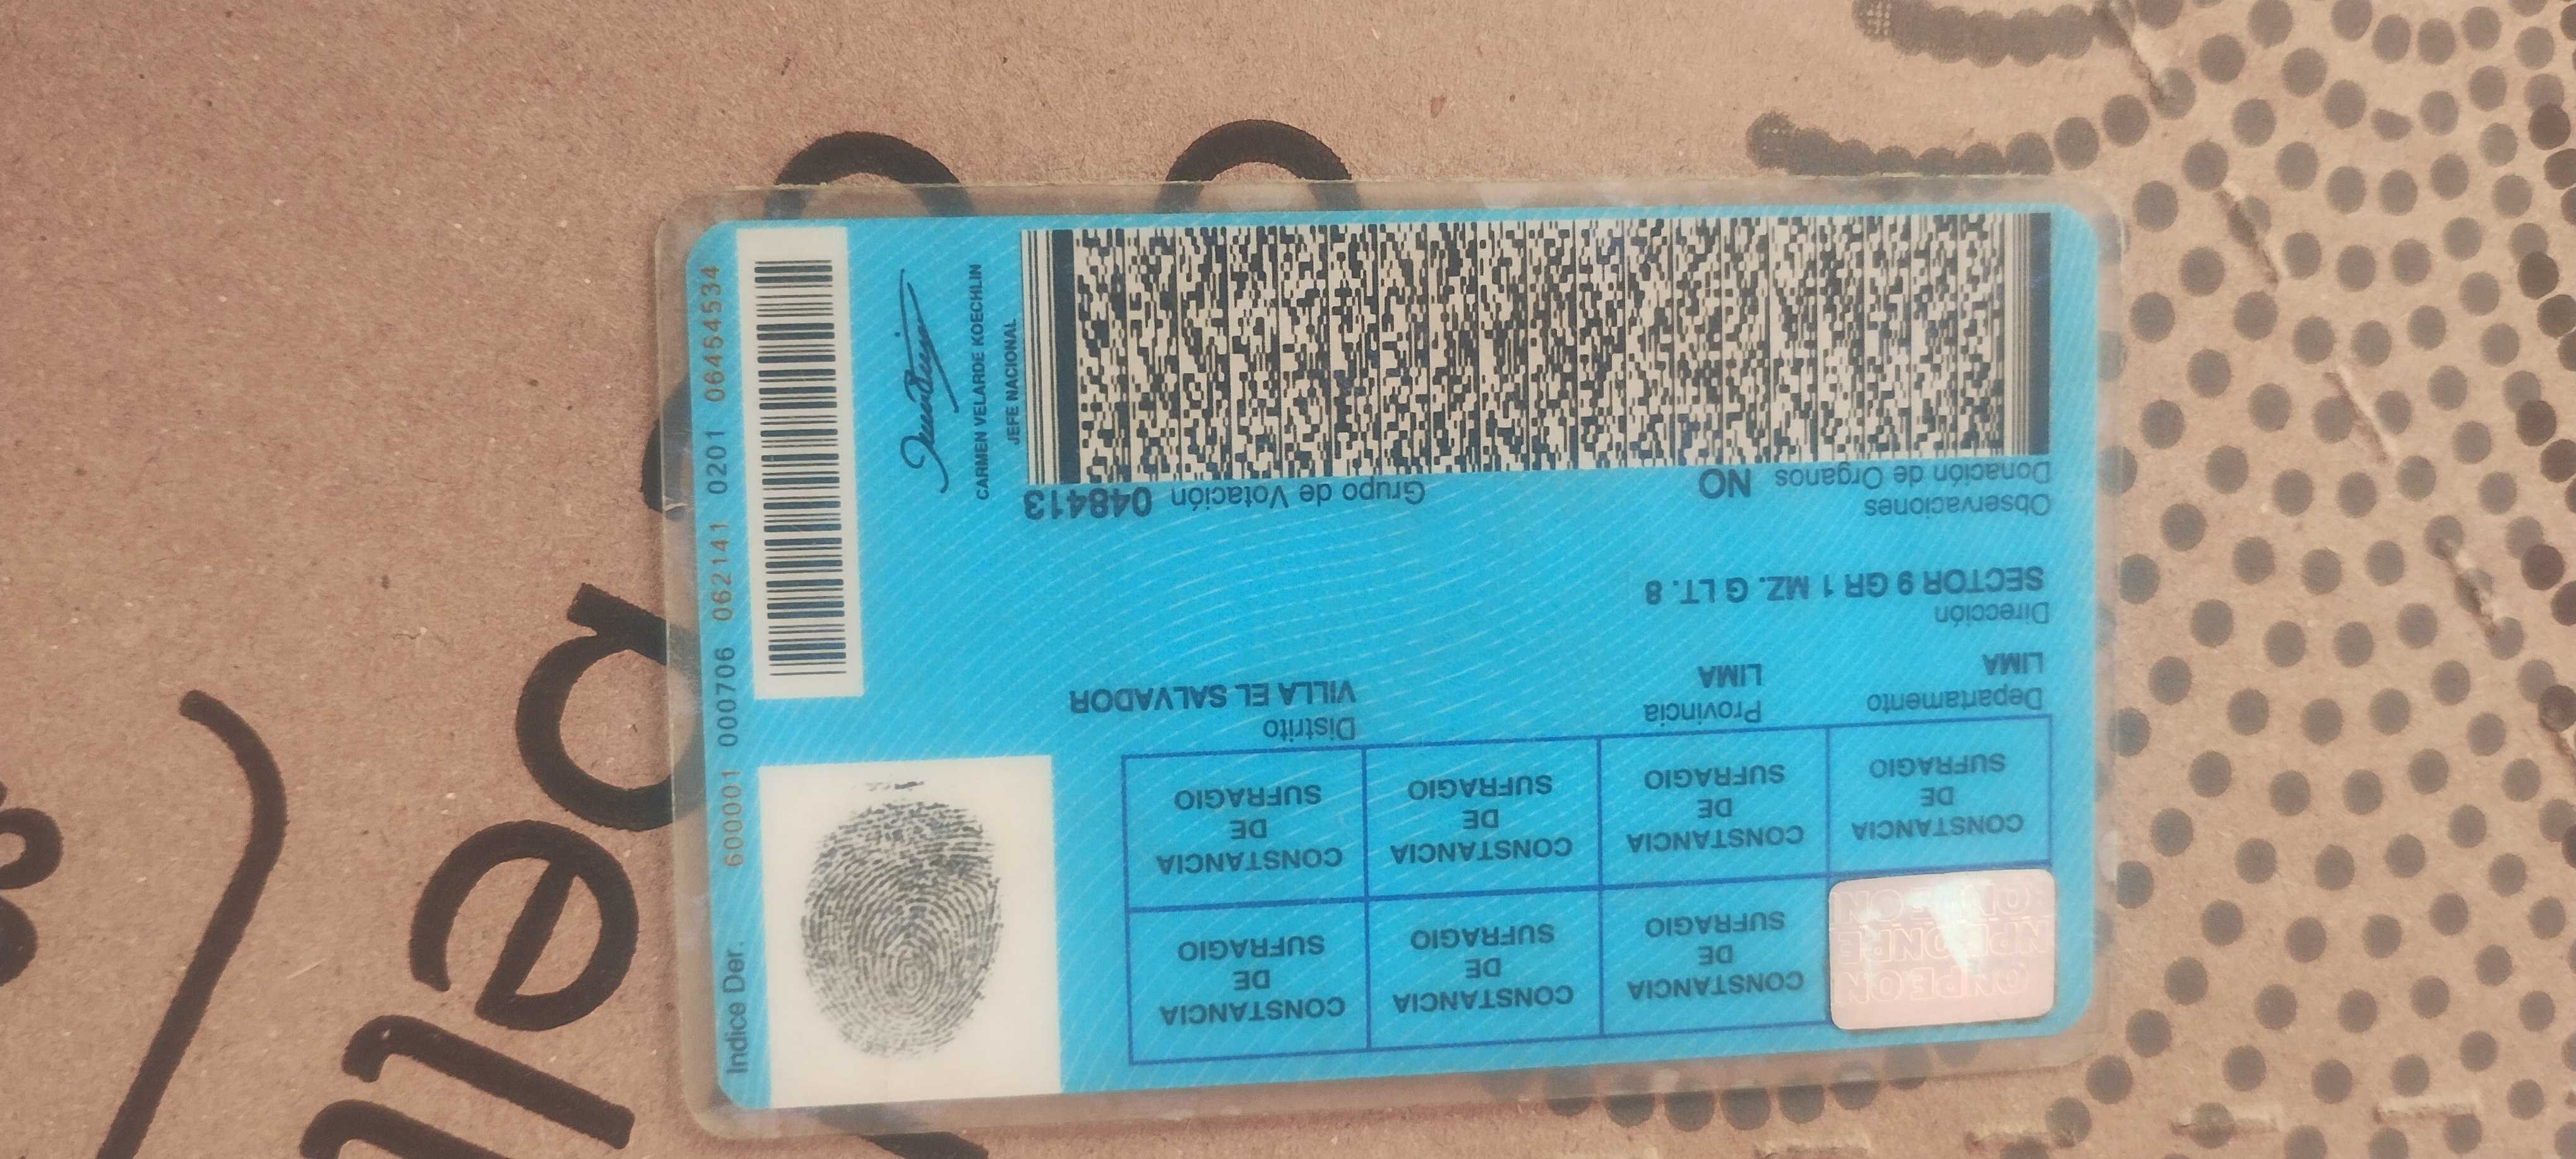 CONSTANCIA DE SUFRAGIO
CONSTANCIA DE SUFRAGIO
CONSTANCIA DE SUFRAGIO
CONSTANCIA DE SUFRAGIO
CONSTANCIA DE SUFRAGIO
CONSTANCIA DE SUFRAGIO
CONSTANCIA DE SUFRAGIO
Departamento Provincia Distrito
LIMA LIMA VILLA EL SALVADOR
Dirección
SECTOR 9 GR 1 MZ. G LT. 8
Observaciones
Donación de Organos NO Grupo de Votación 048413
Indice Der.
600001 000706 062141 0201 06454534
CARMEN VELARDE KOECHLIN
JEFE NACIONAL